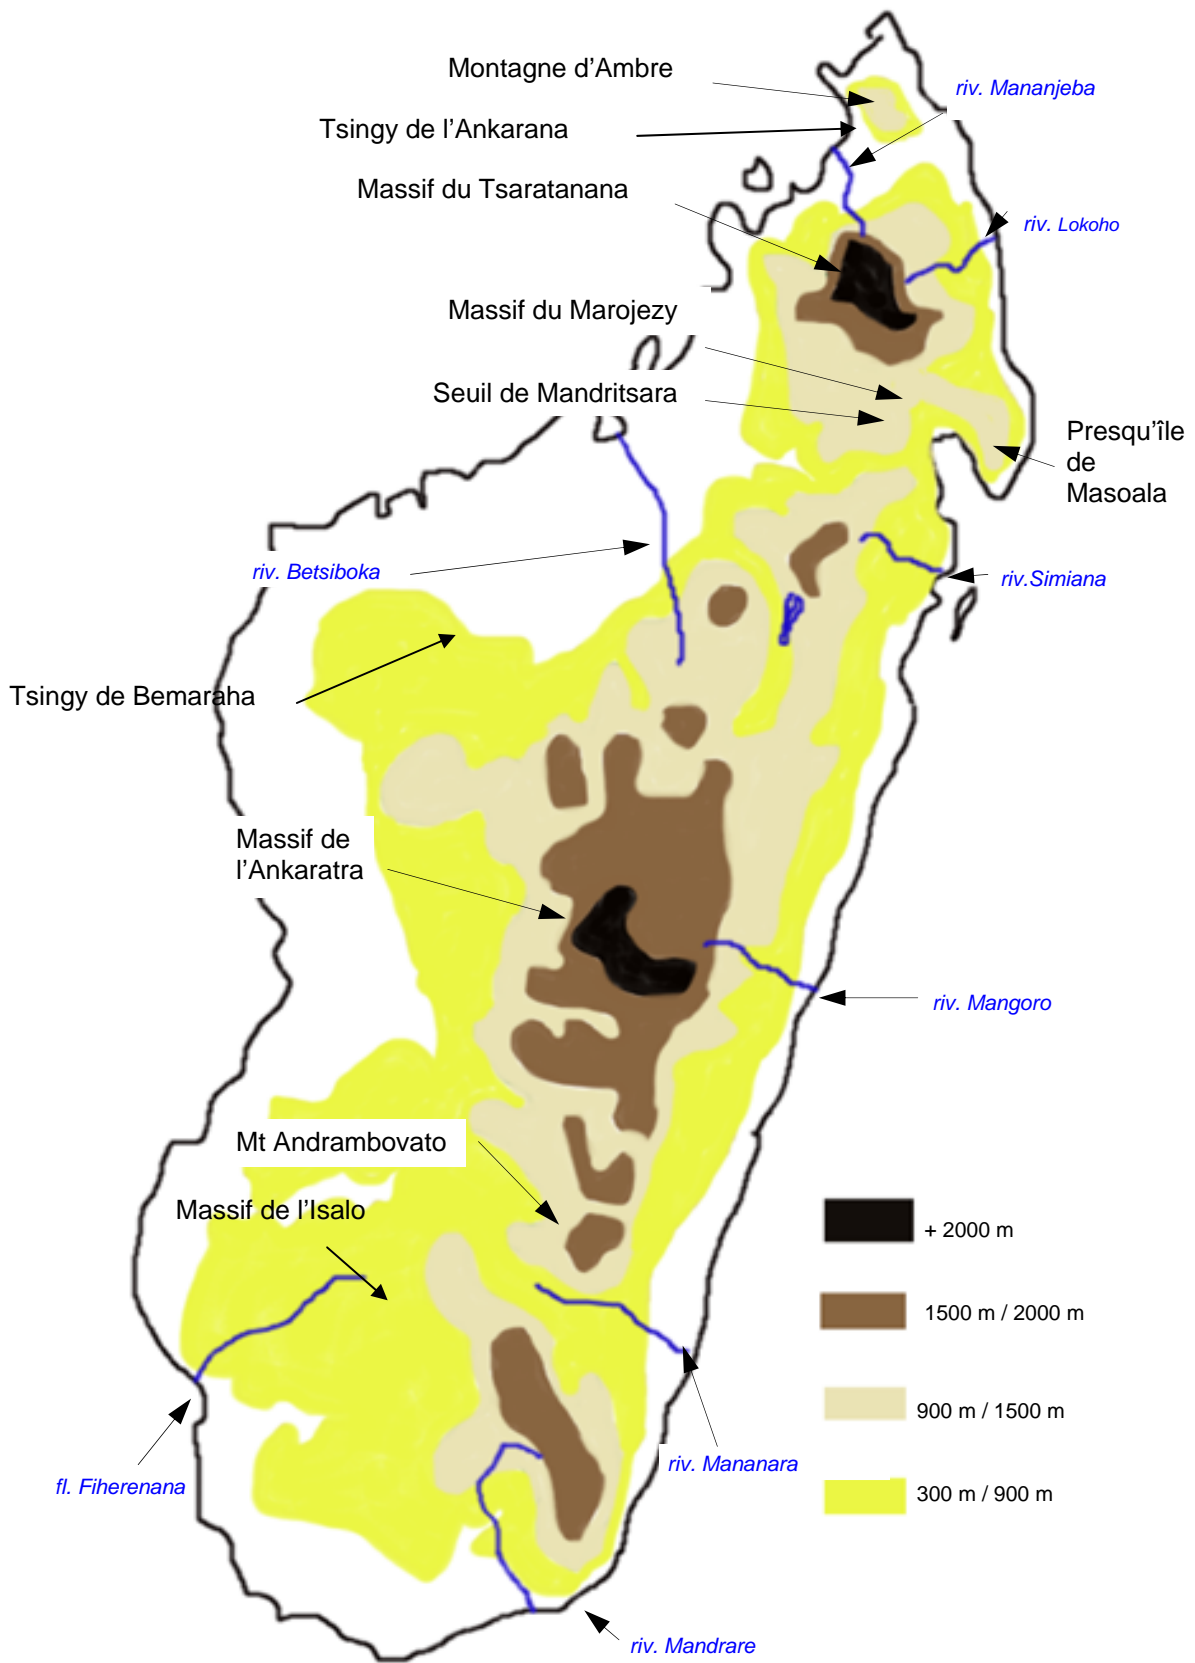 Montagne d'Ambre
riv. Mananjeba
Tsingy de l'Ankarana
Massif du Tsaratanana
riv. Lokoho
Massif du Marojezy
Seuil de Mandritsara
Presqu'île
de
Masoala
riv. Betsiboka
riv.Simiana
Tsingy de Bemaraha
Massif de
l'Ankaratra
riv. Mangoro
Mt Andrambovato
Massif de l'Isalo
+ 2000 m
1500 m / 2000 m
900 m / 1500 m
riv. Mananara
fl. Fiherenana
300 m / 900 m
riv. Mandrare